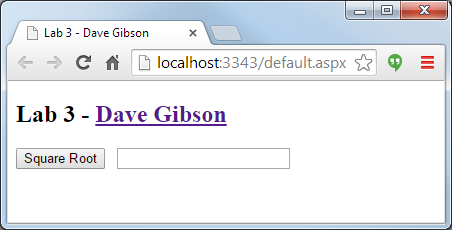 Lab 3 - Dave Gibson
localhost:3343/default.aspx
Lab 3 - Dave Gibson
Square Root